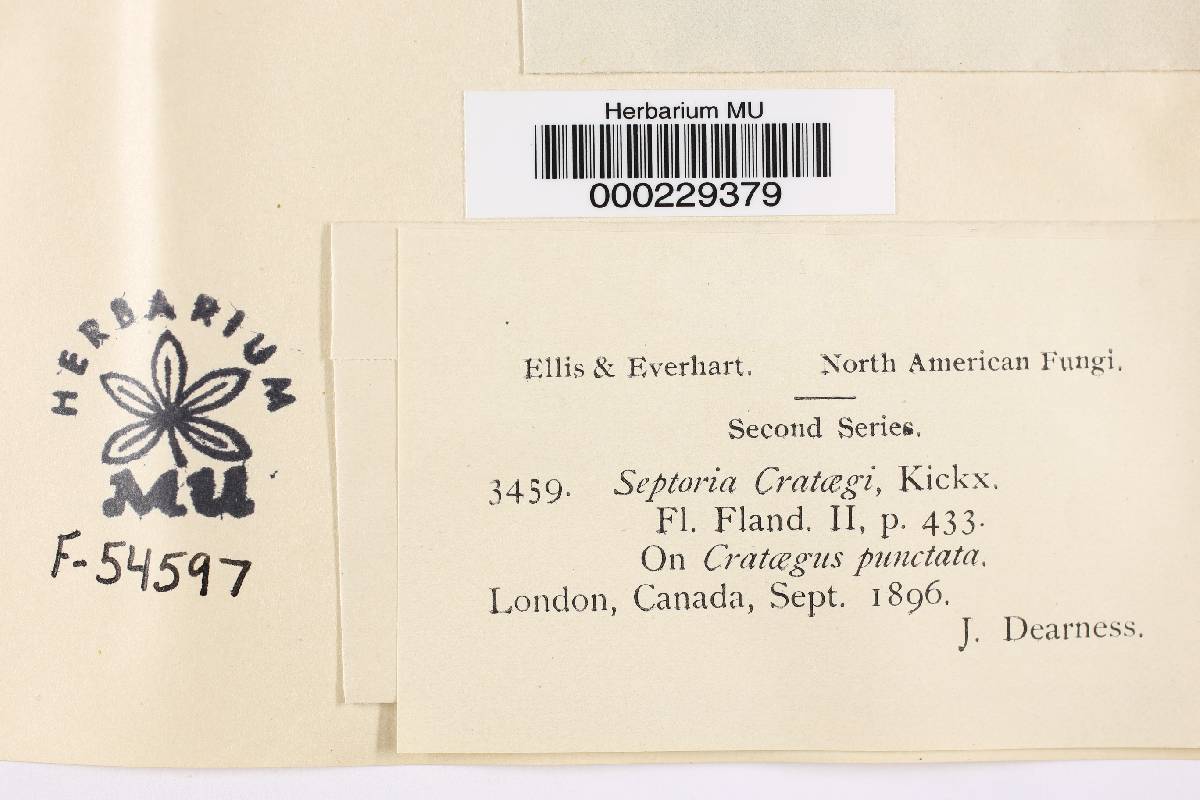 Herbarium MU
000229379
HERBARIUM
MU
F-54597
Ellis & Everhart. North American Fungi.
Second Series.
3459. Septoria Cratægi, Kickx.
Fl. Fland. II, p. 433.
On Cratægus punctata.
London, Canada, Sept. 1896.
J. Dearness.